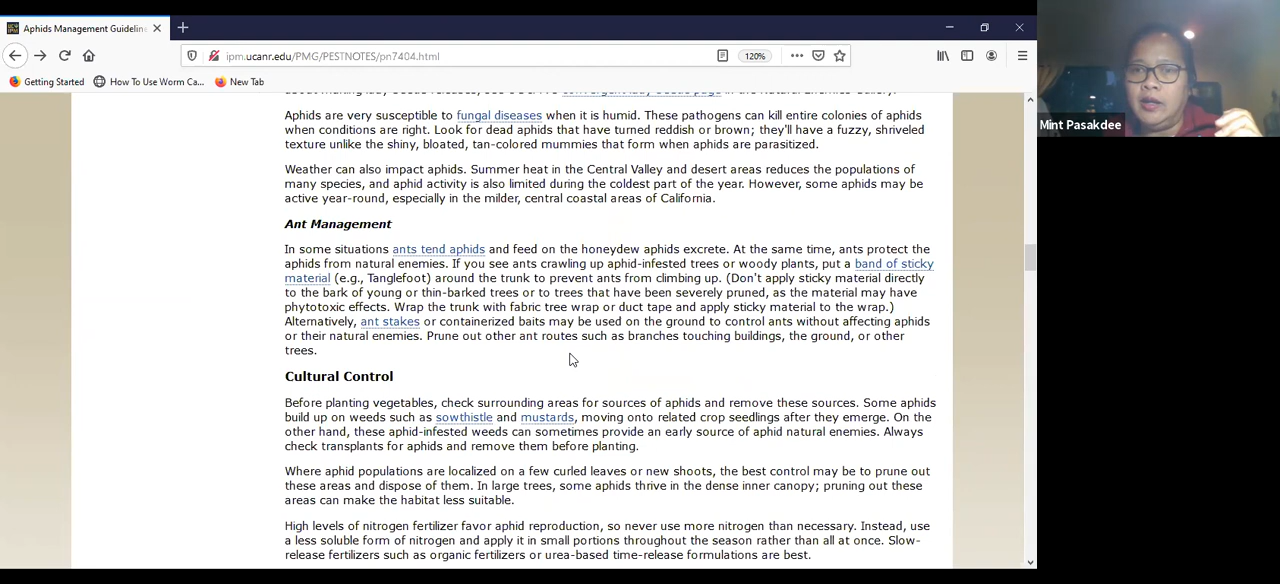 Aphids Management Guideline
ipm.ucanr.edu/PMG/PESTNOTES/pn7404.html
120%
Getting Started
How To Use Worm Ca...
New Tab
Mint Pasakdee
Aphids are very susceptible to fungal diseases when it is humid. These pathogens can kill entire colonies of aphids
when conditions are right. Look for dead aphids that have turned reddish or brown; they'll have a fuzzy, shriveled
texture unlike the shiny, bloated, tan-colored mummies that form when aphids are parasitized.
Weather can also impact aphids. Summer heat in the Central Valley and desert areas reduces the populations of
many species, and aphid activity is also limited during the coldest part of the year. However, some aphids may be
active year-round, especially in the milder, central coastal areas of California.
Ant Management
In some situations ants tend aphids and feed on the honeydew aphids excrete. At the same time, ants protect the
aphids from natural enemies. If you see ants crawling up aphid-infested trees or woody plants, put a band of sticky
material (e.g., Tanglefoot) around the trunk to prevent ants from climbing up. (Don't apply sticky material directly
to the bark of young or thin-barked trees or to trees that have been severely pruned, as the material may have
phytotoxic effects. Wrap the trunk with fabric tree wrap or duct tape and apply sticky material to the wrap.)
Alternatively, ant stakes or containerized baits may be used on the ground to control ants without affecting aphids
or their natural enemies. Prune out other ant routes such as branches touching buildings, the ground, or other
trees.
Cultural Control
Before planting vegetables, check surrounding areas for sources of aphids and remove these sources. Some aphids
build up on weeds such as sowthistle and mustards, moving onto related crop seedlings after they emerge. On the
other hand, these aphid-infested weeds can sometimes provide an early source of aphid natural enemies. Always
check transplants for aphids and remove them before planting.
Where aphid populations are localized on a few curled leaves or new shoots, the best control may be to prune out
these areas and dispose of them. In large trees, some aphids thrive in the dense inner canopy; pruning out these
areas can make the habitat less suitable.
High levels of nitrogen fertilizer favor aphid reproduction, so never use more nitrogen than necessary. Instead, use
a less soluble form of nitrogen and apply it in small portions throughout the season rather than all at once. Slow-
release fertilizers such as organic fertilizers or urea-based time-release formulations are best.